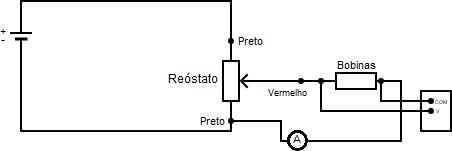 +
-
Preto
Reóstato
Vermelho
Preto
Bobinas
COM
V
A